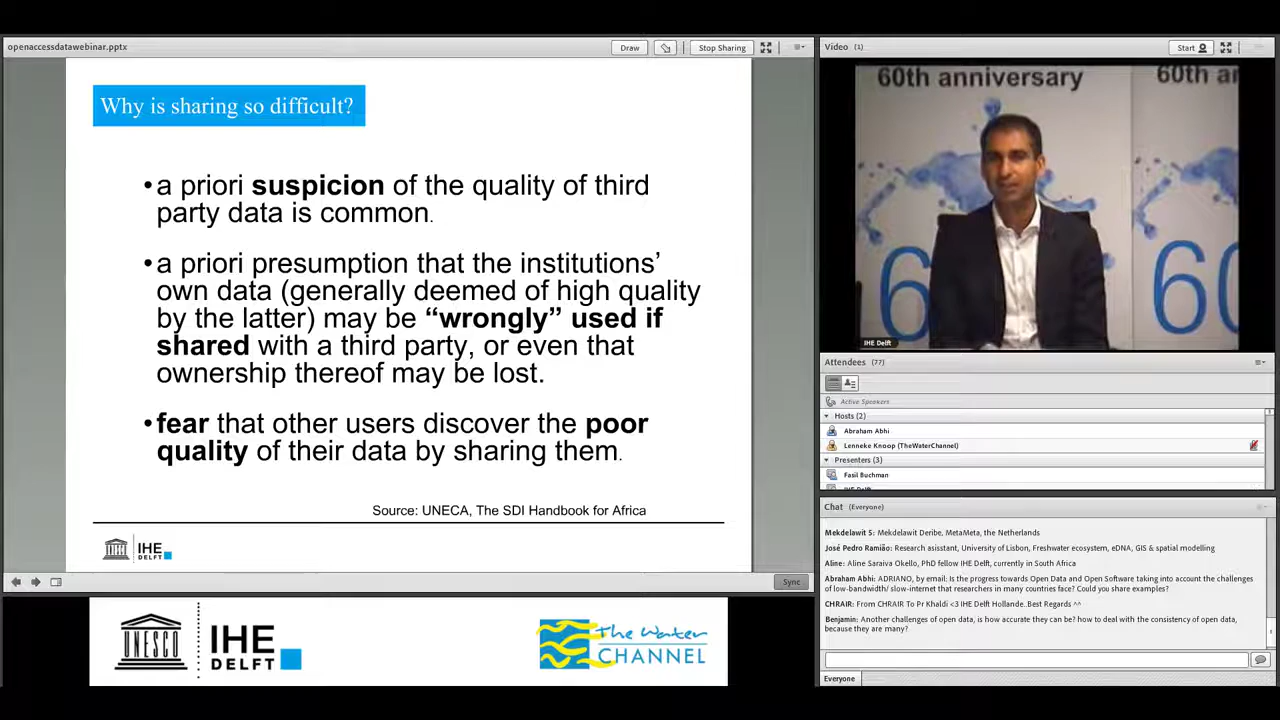 openaccessdatawebinar.pptx
Draw
Stop Sharing
Video (1)
Start
Why is sharing so difficult?
•a priori suspicion of the quality of third
party data is common.
•a priori presumption that the institutions’
own data (generally deemed of high quality
by the latter) may be “wrongly” used if
shared with a third party, or even that
ownership thereof may be lost.
•fear that other users discover the poor
quality of their data by sharing them.
Source: UNECA, The SDI Handbook for Africa
UNESCO
IHE
DELFT
Sync
UNESCO
IHE
DELFT
The Water
CHANNEL
60th anniversary
60th an
60
60
IHE Delft
Attendees (77)
Active Speakers
Hosts (2)
Abraham Abhi
Lenneke Knoop (TheWaterChannel)
Presenters (3)
Fasil Buchman
IHE Delft
Chat (Everyone)
Mekdelawit 5: Mekdelawit Deribe, MetaMeta, the Netherlands
José Pedro Ramião: Research asistant, University of Lisbon, Freshwater ecosystem, eDNA, GIS & spatial modelling
Aline: Aline Saraiva Okello, PhD fellow IHE Delft, currently in South Africa
Abraham Abhi: ADRIANO, by email: Is the progress towards Open Data and Open Software taking into account the challenges
of low-bandwidth/ slow-internet that researchers in many countries face? Could you share examples?
CHRAIR: From CHRAIR To Pr Khaldi <3 IHE Delft Hollande..Best Regards ^^
Benjamin: Another challenges of open data, is how accurate they can be? how to deal with the consistency of open data,
because they are many?
Everyone